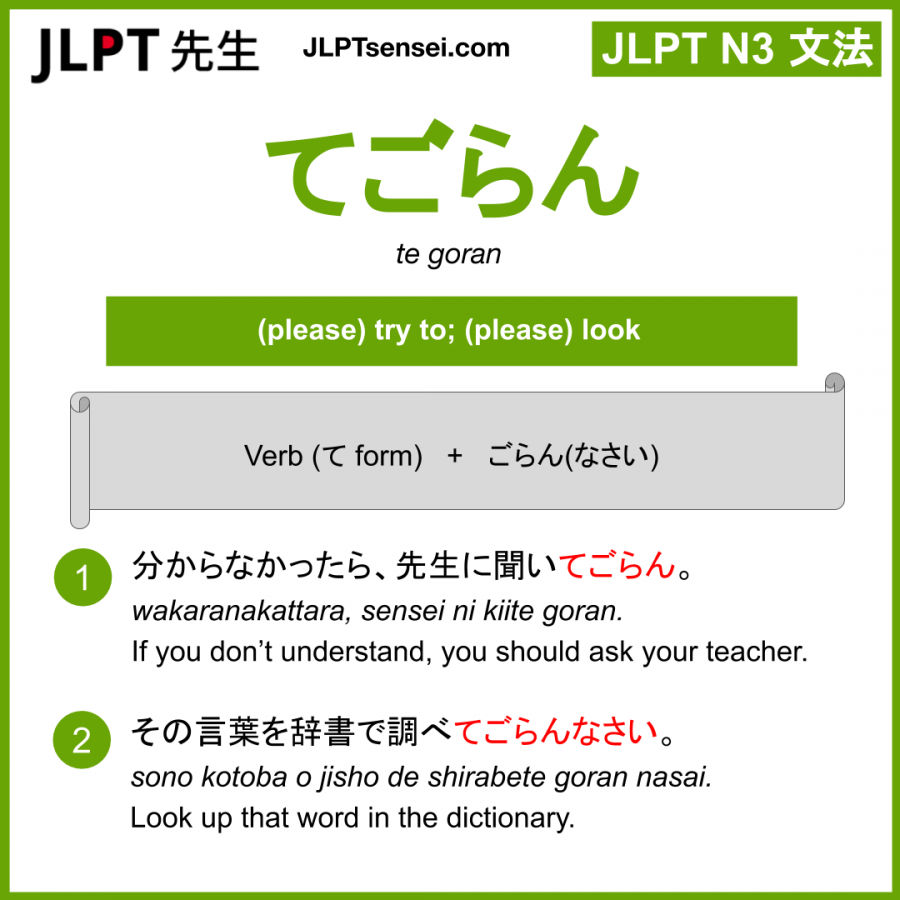 JLPT 先生 JLPTsensei.com JLPT N3 文法
てごらん
te goran
(please) try to; (please) look
Verb (て form) + ごらん(なさい)
1 分からなかったら、先生に聞いてごらん。
wakaranakattara, sensei ni kiite goran.
If you don’t understand, you should ask your teacher.
2 その言葉を辞書で調べてごらんなさい。
sono kotoba o jisho de shirabete goran nasai.
Look up that word in the dictionary.